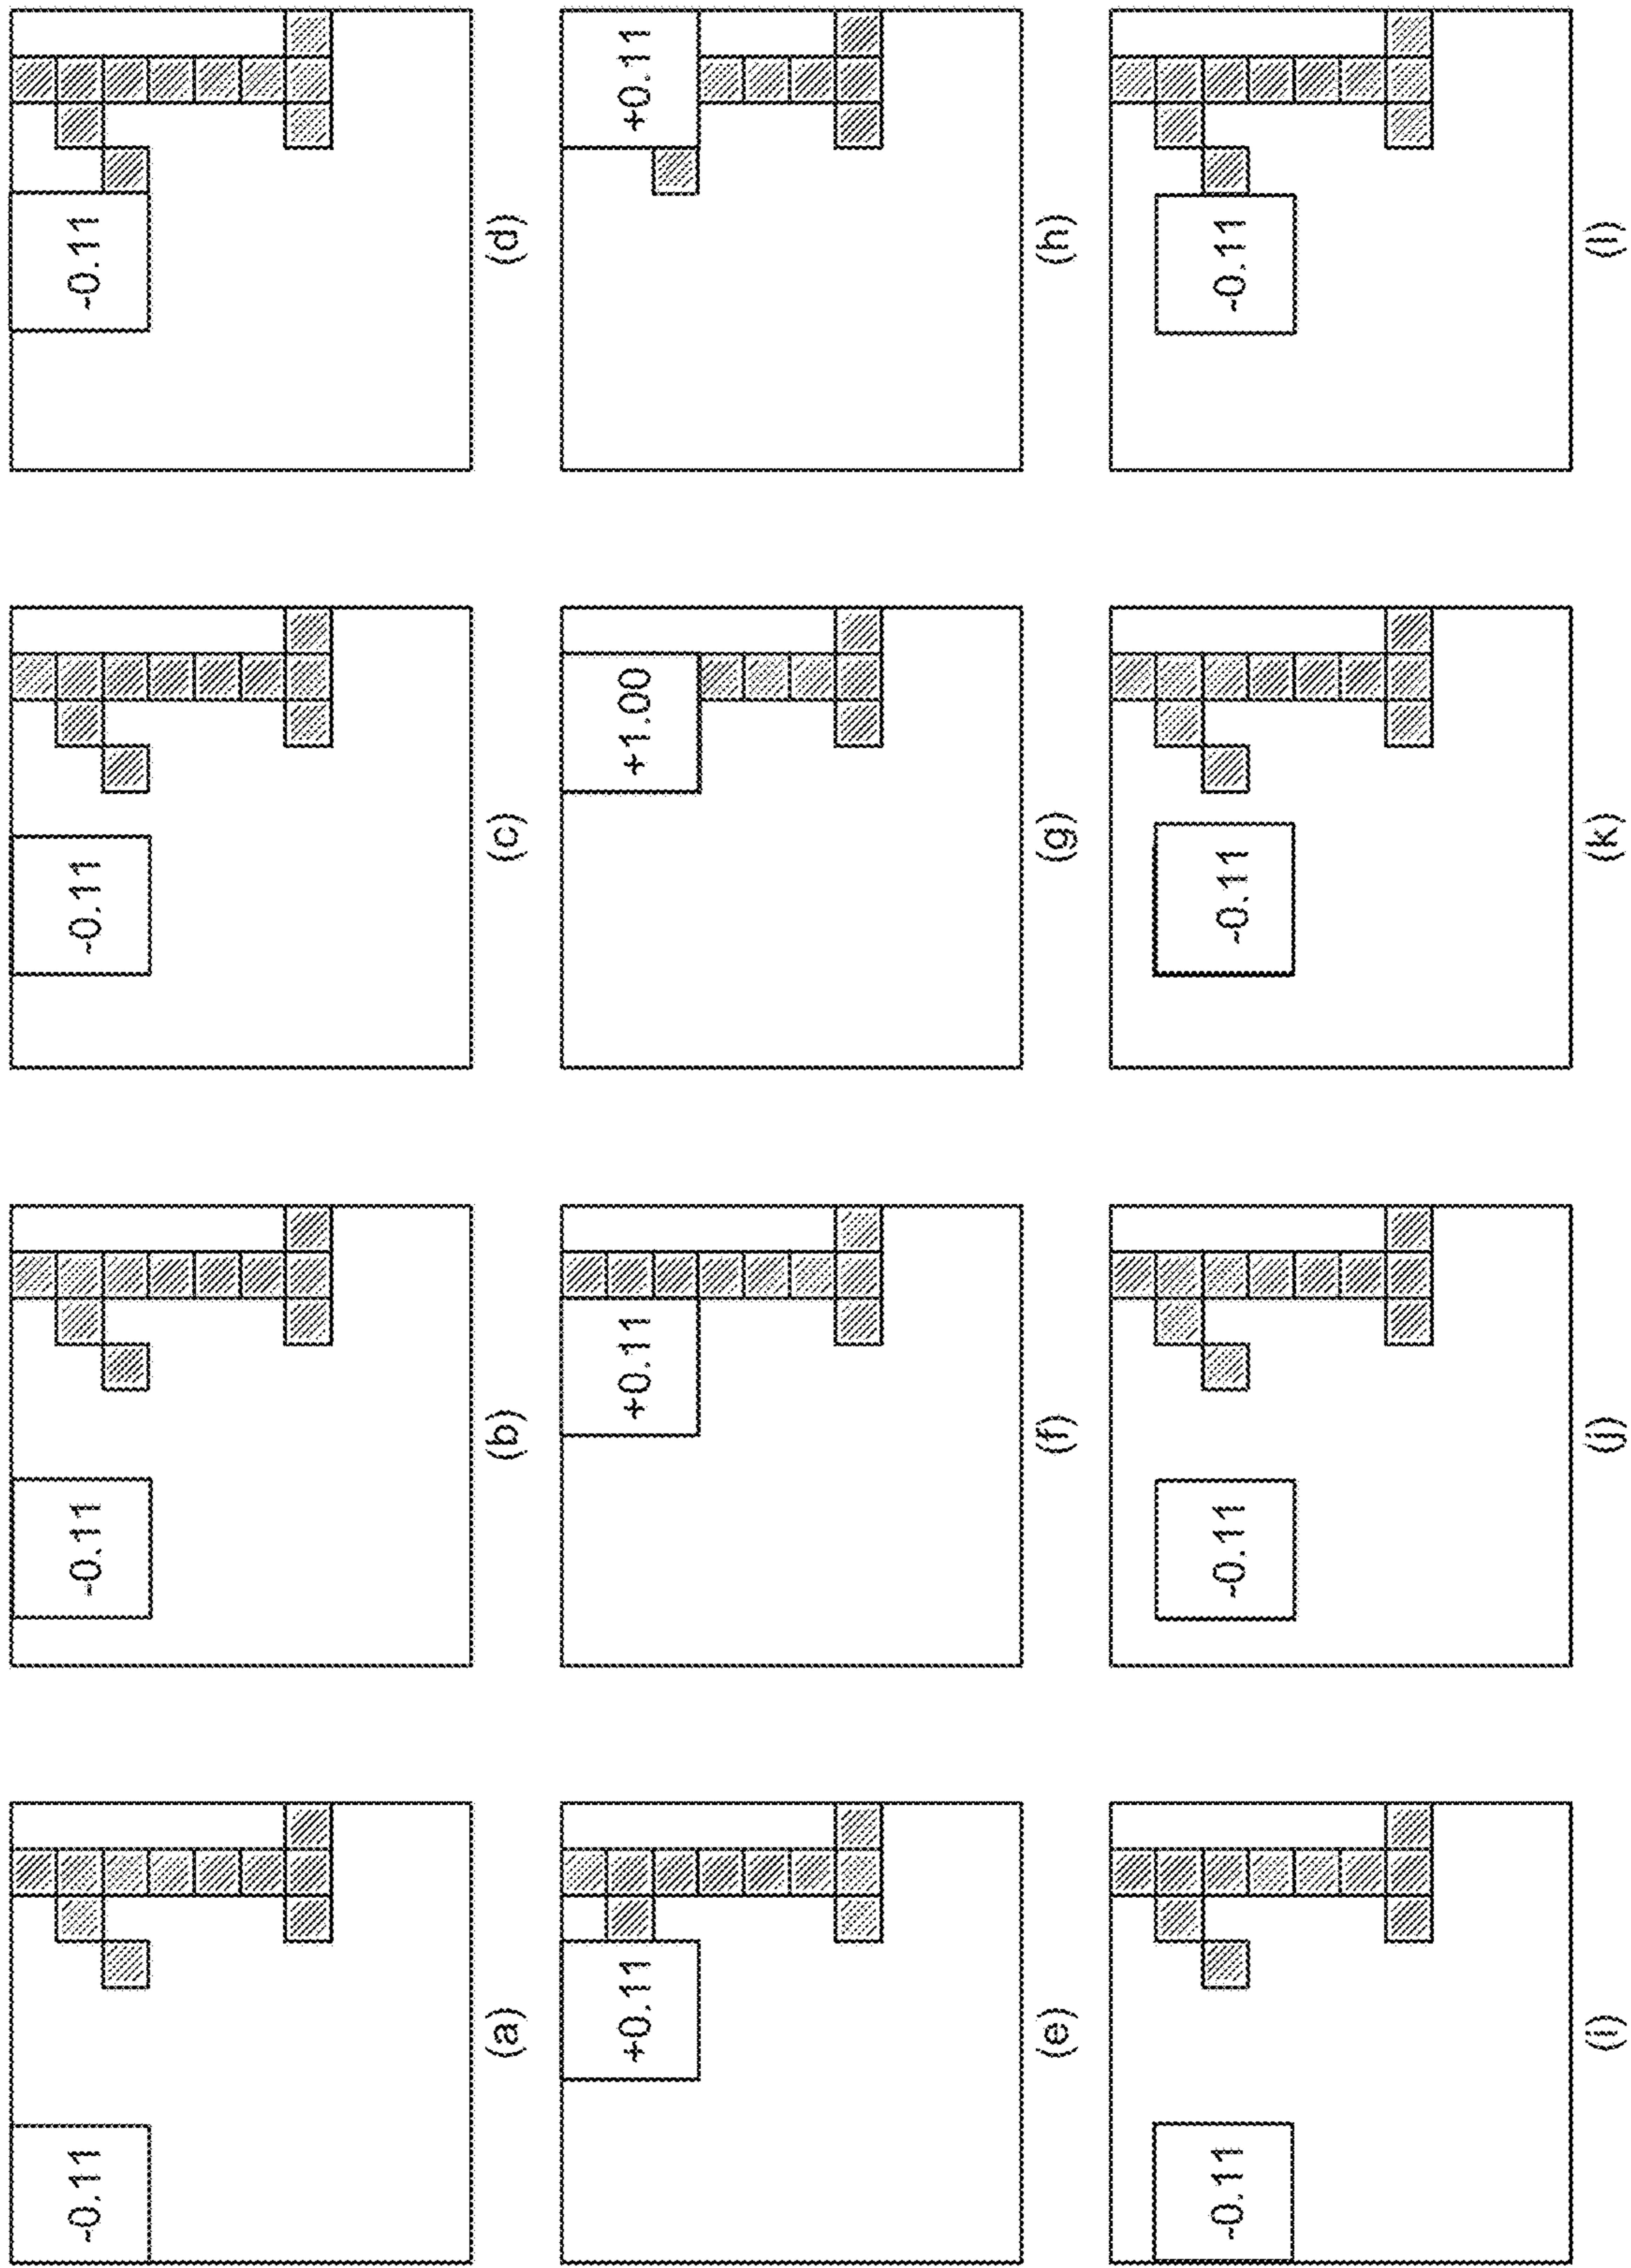 -0.11 -0.11 -0.11 -0.11
(a) (b) (c) (d)
+0.11 +0.11 +1.00 +0.11
(e) (f) (g) (h)
-0.11 -0.11 -0.11 -0.11
(i) (j) (k) (l)